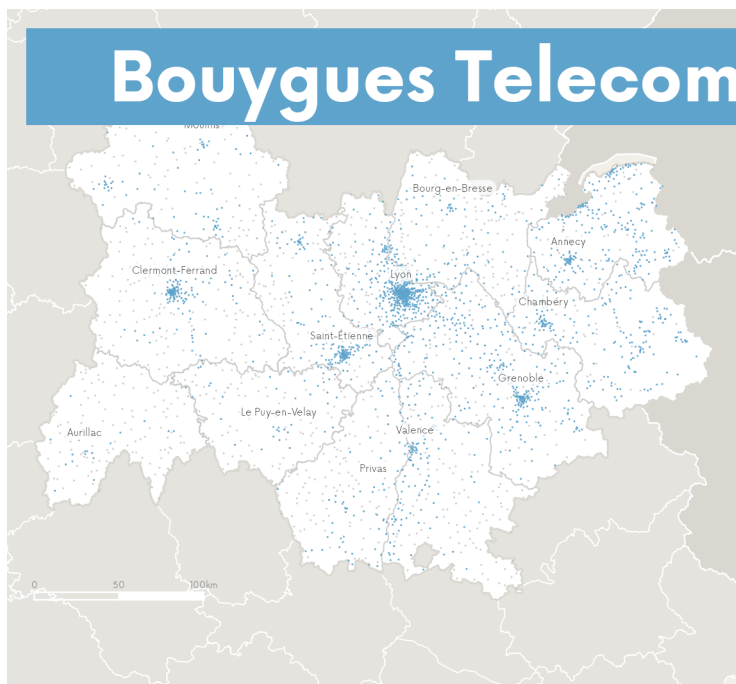 Bouygues Telecom
Moulins
Bourg-en-Bresse
Annecy
Clermont-Ferrand
Lyon
Chambéry
Saint-Étienne
Grenoble
Le Puy-en-Velay
Aurillac
Valence
Privas
0 50 100km